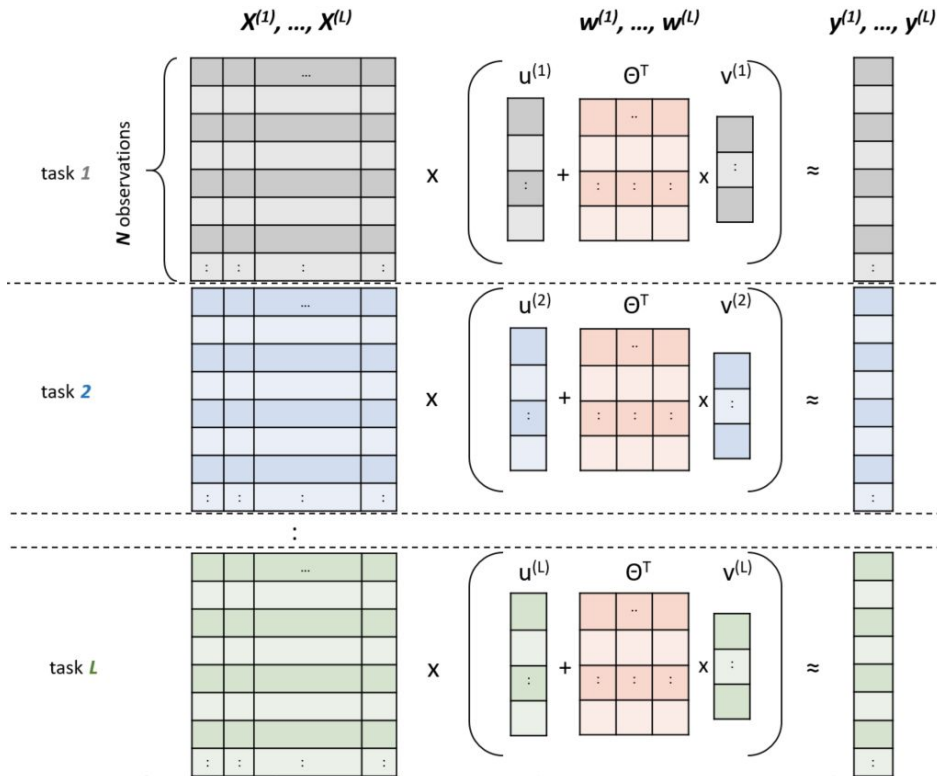 X(1), ..., X(L) w(1), ..., w(L) y(1), ..., y(L)
u(1) Θᵀ v(1)
... ..
N observations
task 1 x : + : : : x : ≈
: : : : :
u(2) Θᵀ v(2)
... ..
task 2 x : + : : : x : ≈
: : : : :
:
u(L) Θᵀ v(L)
... ..
task L x : + : : : x : ≈
: : : : :